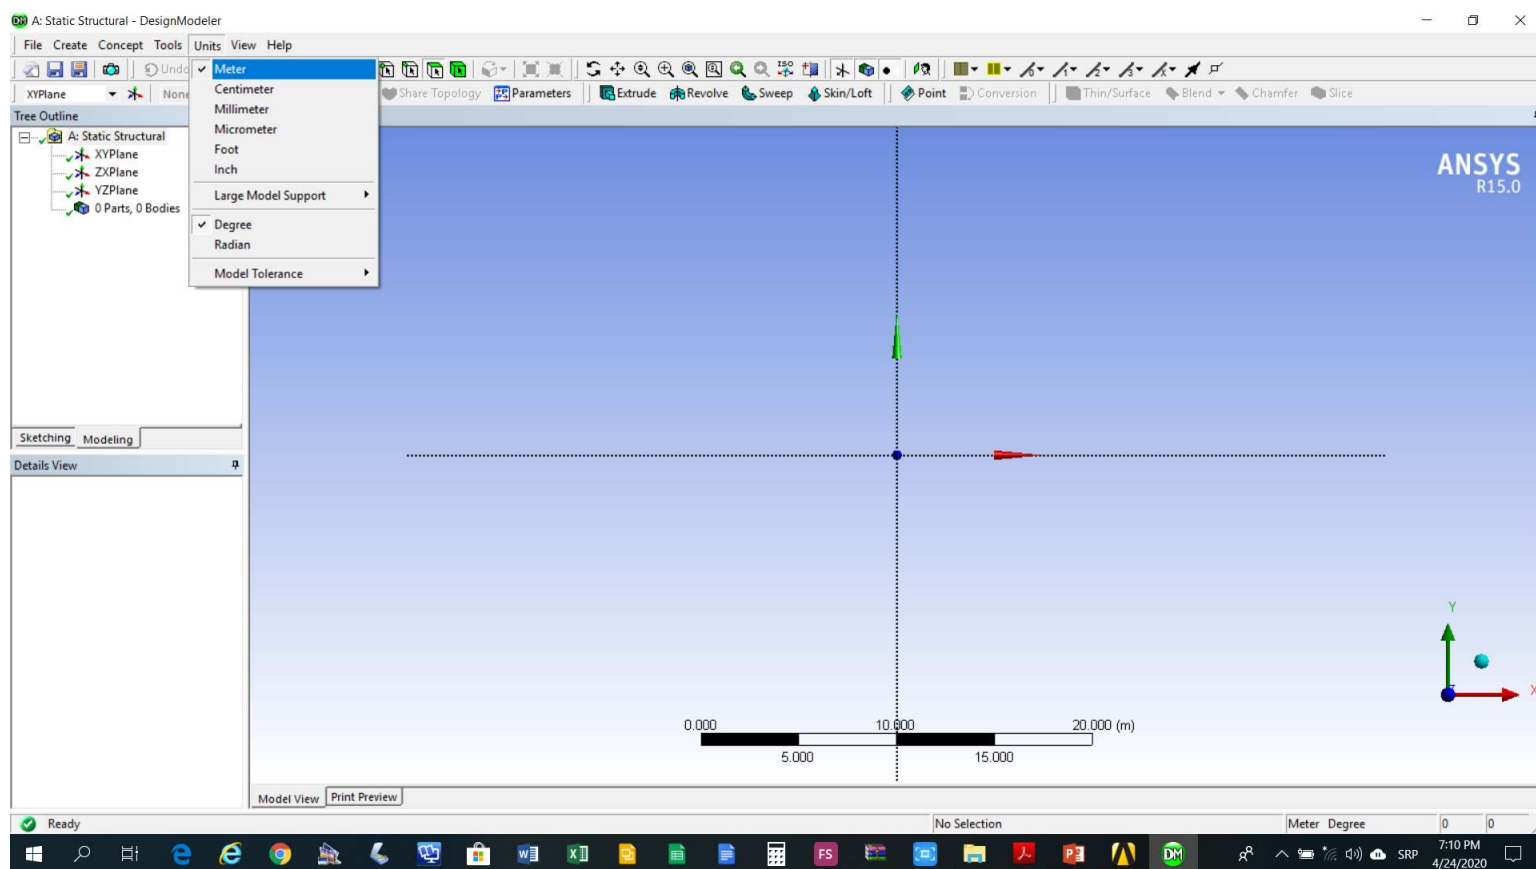 A: Static Structural - DesignModeler
File Create Concept Tools Units View Help
Undo
XYPlane None Share Topology Parameters Extrude Revolve Sweep Skin/Loft Point Conversion Thin/Surface Blend Chamfer Slice
Tree Outline
A: Static Structural
XYPlane
ZXPlane
YZPlane
0 Parts, 0 Bodies
Meter
Centimeter
Millimeter
Micrometer
Foot
Inch
Large Model Support
Degree
Radian
Model Tolerance
ANSYS
R15.0
Sketching Modeling
Details View
Y
X
0.000 10.000 20.000 (m)
5.000 15.000
Model View Print Preview
Ready No Selection Meter Degree 0 0
FS DM SRP 7:10 PM
4/24/2020